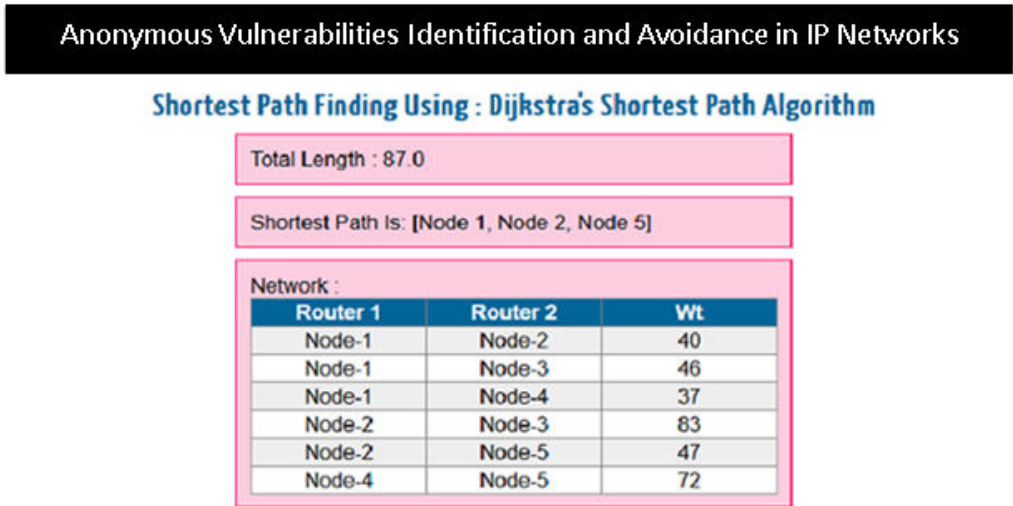 Anonymous Vulnerabilities Identification and Avoidance in IP Networks
Shortest Path Finding Using : Dijkstra's Shortest Path Algorithm
Total Length : 87.0
Shortest Path Is: [Node 1, Node 2, Node 5]
Network :
Router 1 Router 2 Wt
Node-1 Node-2 40
Node-1 Node-3 46
Node-1 Node-4 37
Node-2 Node-3 83
Node-2 Node-5 47
Node-4 Node-5 72